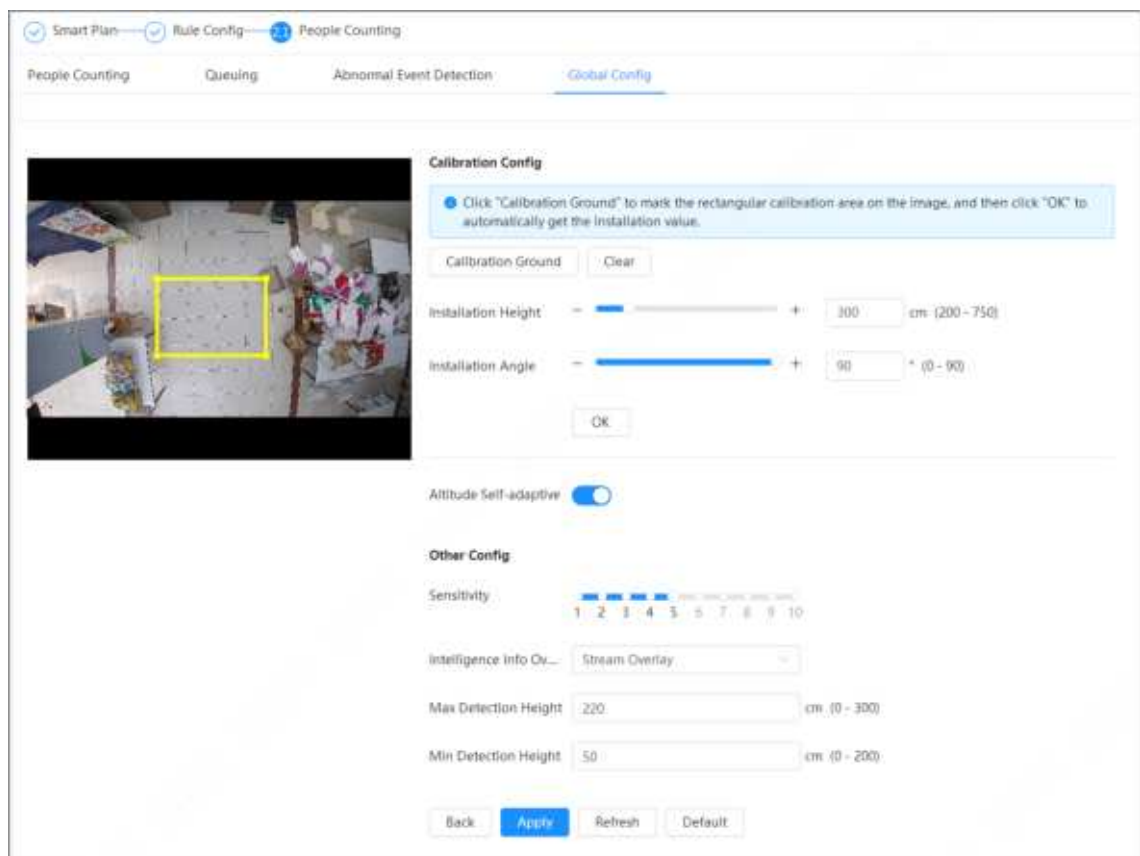 Smart Plan Rule Config 2.1 People Counting
People Counting Queuing Abnormal Event Detection Global Config
Calibration Config
Click "Calibration Ground" to mark the rectangular calibration area on the image, and then click "OK" to
automatically get the installation value.
Calibration Ground Clear
Installation Height - + 300 cm (200 - 750)
Installation Angle - + 90 ° (0 - 90)
OK
Altitude Self-adaptive
Other Config
Sensitivity
1 2 3 4 5 6 7 8 9 10
Intelligence Info Ov... Stream Overlay
Max Detection Height 220 cm (0 - 300)
Min Detection Height 50 cm (0 - 200)
Back Apply Refresh Default